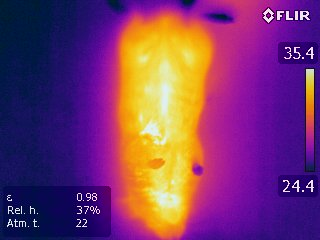 FLIR
35.4
24.4
ε 0.98
Rel. h. 37%
Atm. t. 22